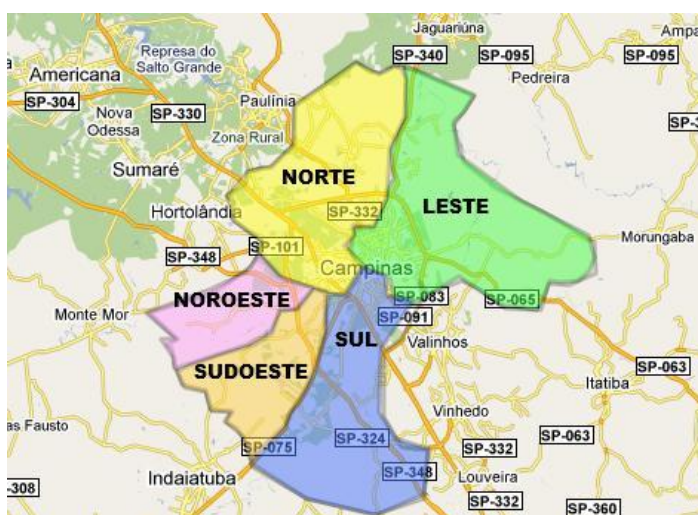 Jaguariúna
Represa do
Salto Grande
SP-340
SP-095
SP-095
Americana
Pedreira
SP-304
Paulínia
Nova
Odessa
SP-330
Zona Rural
Sumaré
NORTE
LESTE
Hortolândia
SP-332
Morungaba
SP-101
SP-348
Campinas
NOROESTE
SP-083
SP-065
Monte Mor
SP-091
SUL
Valinhos
SUDOESTE
SP-063
Itatiba
Vinhedo
as Fausto
SP-324
SP-063
SP-075
SP-332
Indaiatuba
SP-348
Louveira
-308
SP-332
SP-360